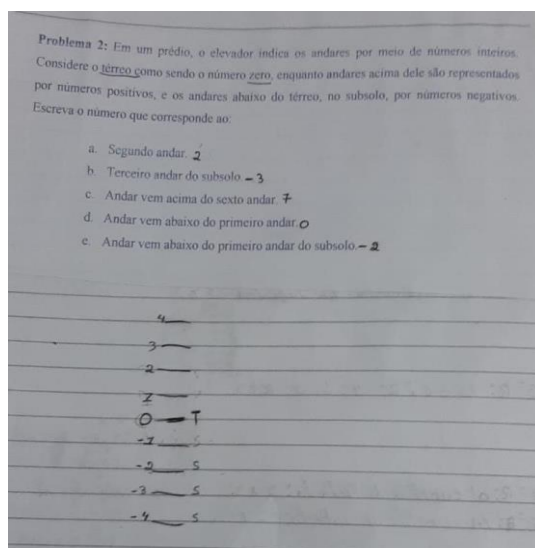 Problema 2: Em um prédio, o elevador indica os andares por meio de números inteiros.
Considere o térreo como sendo o número zero, enquanto andares acima dele são representados
por números positivos, e os andares abaixo do térreo, no subsolo, por números negativos.
Escreva o número que corresponde ao:
a. Segundo andar. 2
b. Terceiro andar do subsolo. -3
c. Andar vem acima do sexto andar. 7
d. Andar vem abaixo do primeiro andar. 0
e. Andar vem abaixo do primeiro andar do subsolo. -2
4
3
2
1
0 T
-1 S
-2 S
-3 S
-4 S